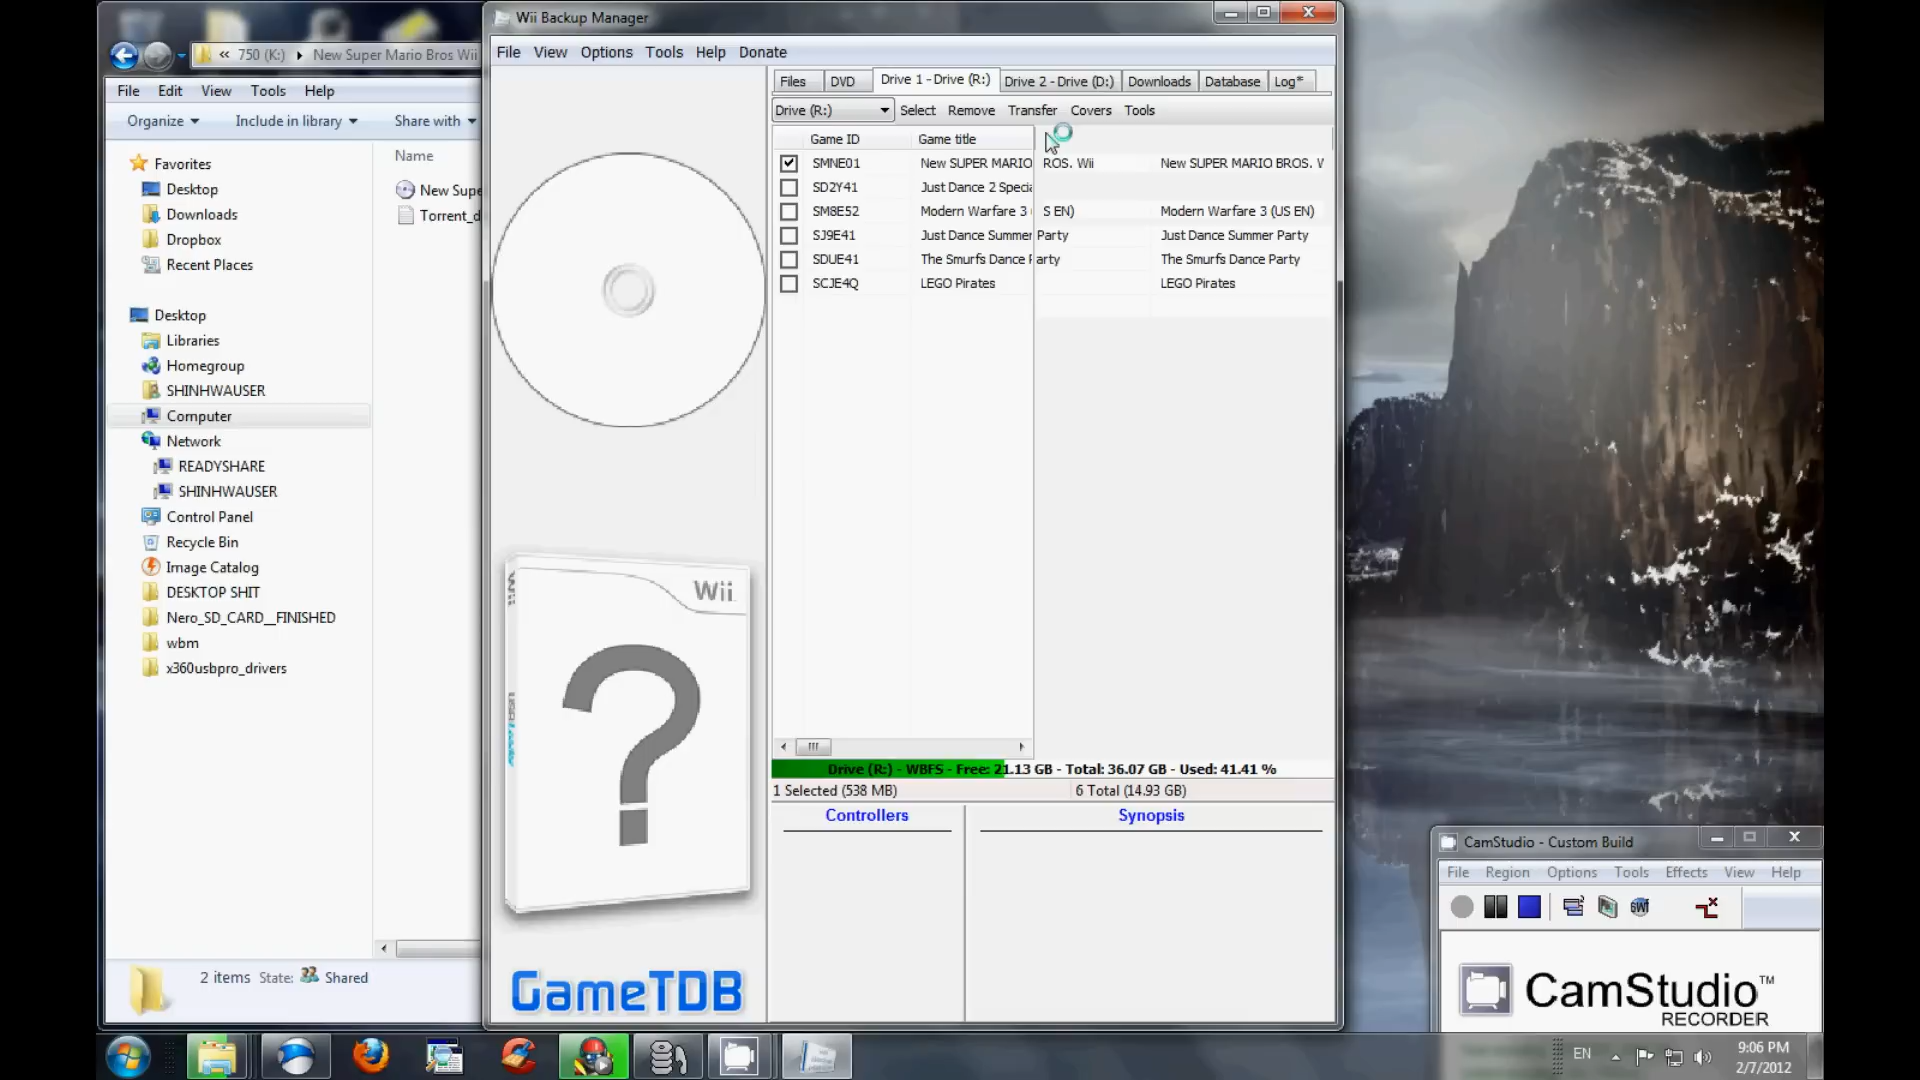 750 (K:) New Super Mario Bros Wii
File Edit View Tools Help
Organize Include in library Share with
Name
Favorites
Desktop
Downloads
Dropbox
Recent Places
Desktop
Libraries
Homegroup
SHINHWAUSER
Computer
Network
READYSHARE
SHINHWAUSER
Control Panel
Recycle Bin
Image Catalog
DESKTOP SHIT
Nero_SD_CARD__FINISHED
wbm
x360usbpro_drivers
New Supe
Torrent_d
2 items State: Shared
Wii Backup Manager
File View Options Tools Help Donate
Files DVD Drive 1 - Drive (R:) Drive 2 - Drive (D:) Downloads Database Log*
Drive (R:) Select Remove Transfer Covers Tools
Game ID Game title
SMNE01 New SUPER MARIO ROS. Wii New SUPER MARIO BROS. W
SD2Y41 Just Dance 2 Specia
SM8E52 Modern Warfare 3 ( S EN) Modern Warfare 3 (US EN)
SJ9E41 Just Dance Summer Party Just Dance Summer Party
SDUE41 The Smurfs Dance Party The Smurfs Dance Party
SCJE4Q LEGO Pirates LEGO Pirates
Drive (R:) - WBFS - Free: 21.13 GB - Total: 36.07 GB - Used: 41.41 %
1 Selected (538 MB) 6 Total (14.93 GB)
Controllers Synopsis
Wii
Wii
?
GameTDB
CamStudio - Custom Build
File Region Options Tools Effects View Help
SWF
CamStudio™
RECORDER
EN
9:06 PM
2/7/2012